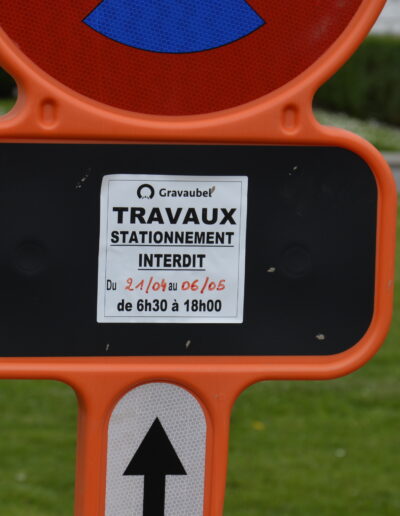 Gravaubel
TRAVAUX
STATIONNEMENT
INTERDIT
Du 21/04 au 06/05
de 6h30 à 18h00